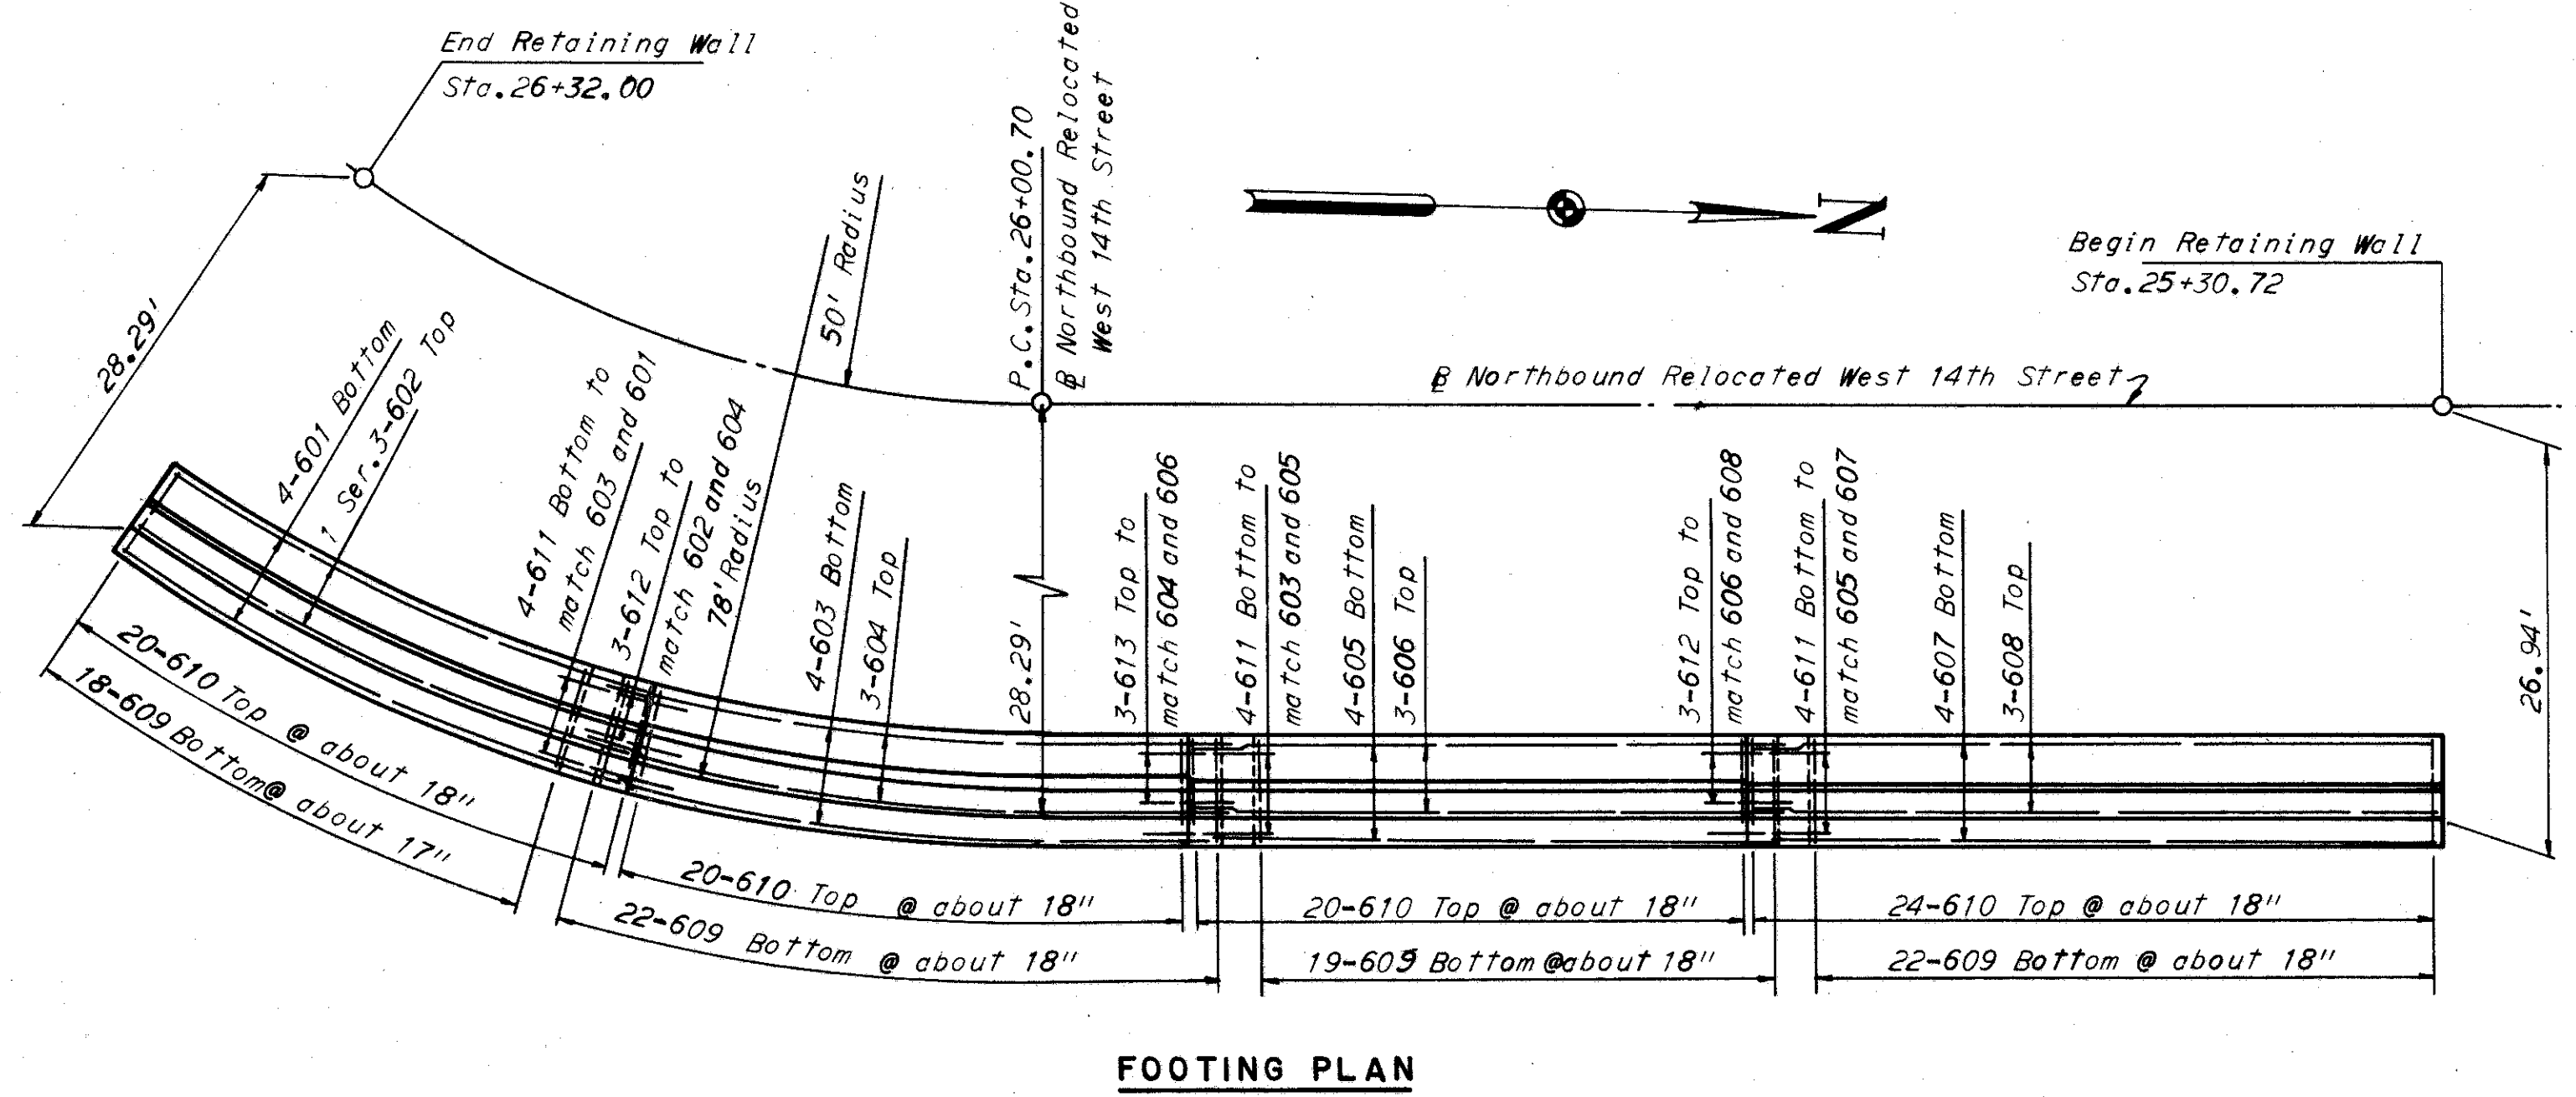 End Retaining Wall
Sta.26+32.00
P.C.Sta.26+00.70
℄ Northbound Relocated
West 14th Street
50' Radius
N
Begin Retaining Wall
Sta.25+30.72
℄ Northbound Relocated West 14th Street
28.29'
4-601 Bottom
1 Ser.3-602 Top
4-611 Bottom to
match 603 and 601
3-612 Top to
match 602 and 604
78' Radius
4-603 Bottom
3-604 Top
28.29'
3-613 Top to
match 604 and 606
4-611 Bottom to
match 603 and 605
4-605 Bottom
3-606 Top
3-612 Top to
match 606 and 608
4-611 Bottom to
match 605 and 607
4-607 Bottom
3-608 Top
26.94'
20-610 Top @ about 18"
18-609 Bottom@ about 17"
20-610 Top @ about 18"
22-609 Bottom @ about 18"
20-610 Top @ about 18"
19-609 Bottom @about 18"
24-610 Top @ about 18"
22-609 Bottom @ about 18"
FOOTING PLAN